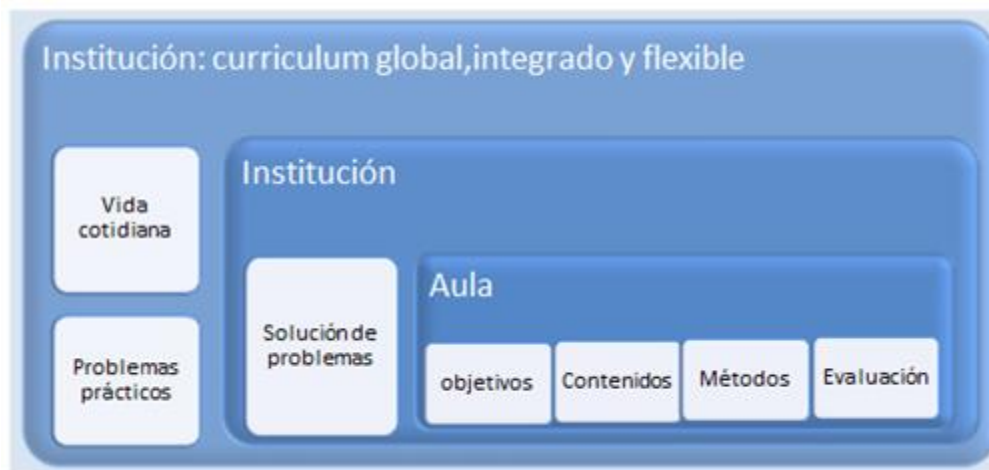 Institución: curriculum global,integrado y flexible
Vida
cotidiana
Problemas
prácticos
Institución
Solución de
problemas
Aula
objetivos
Contenidos
Métodos
Evaluación